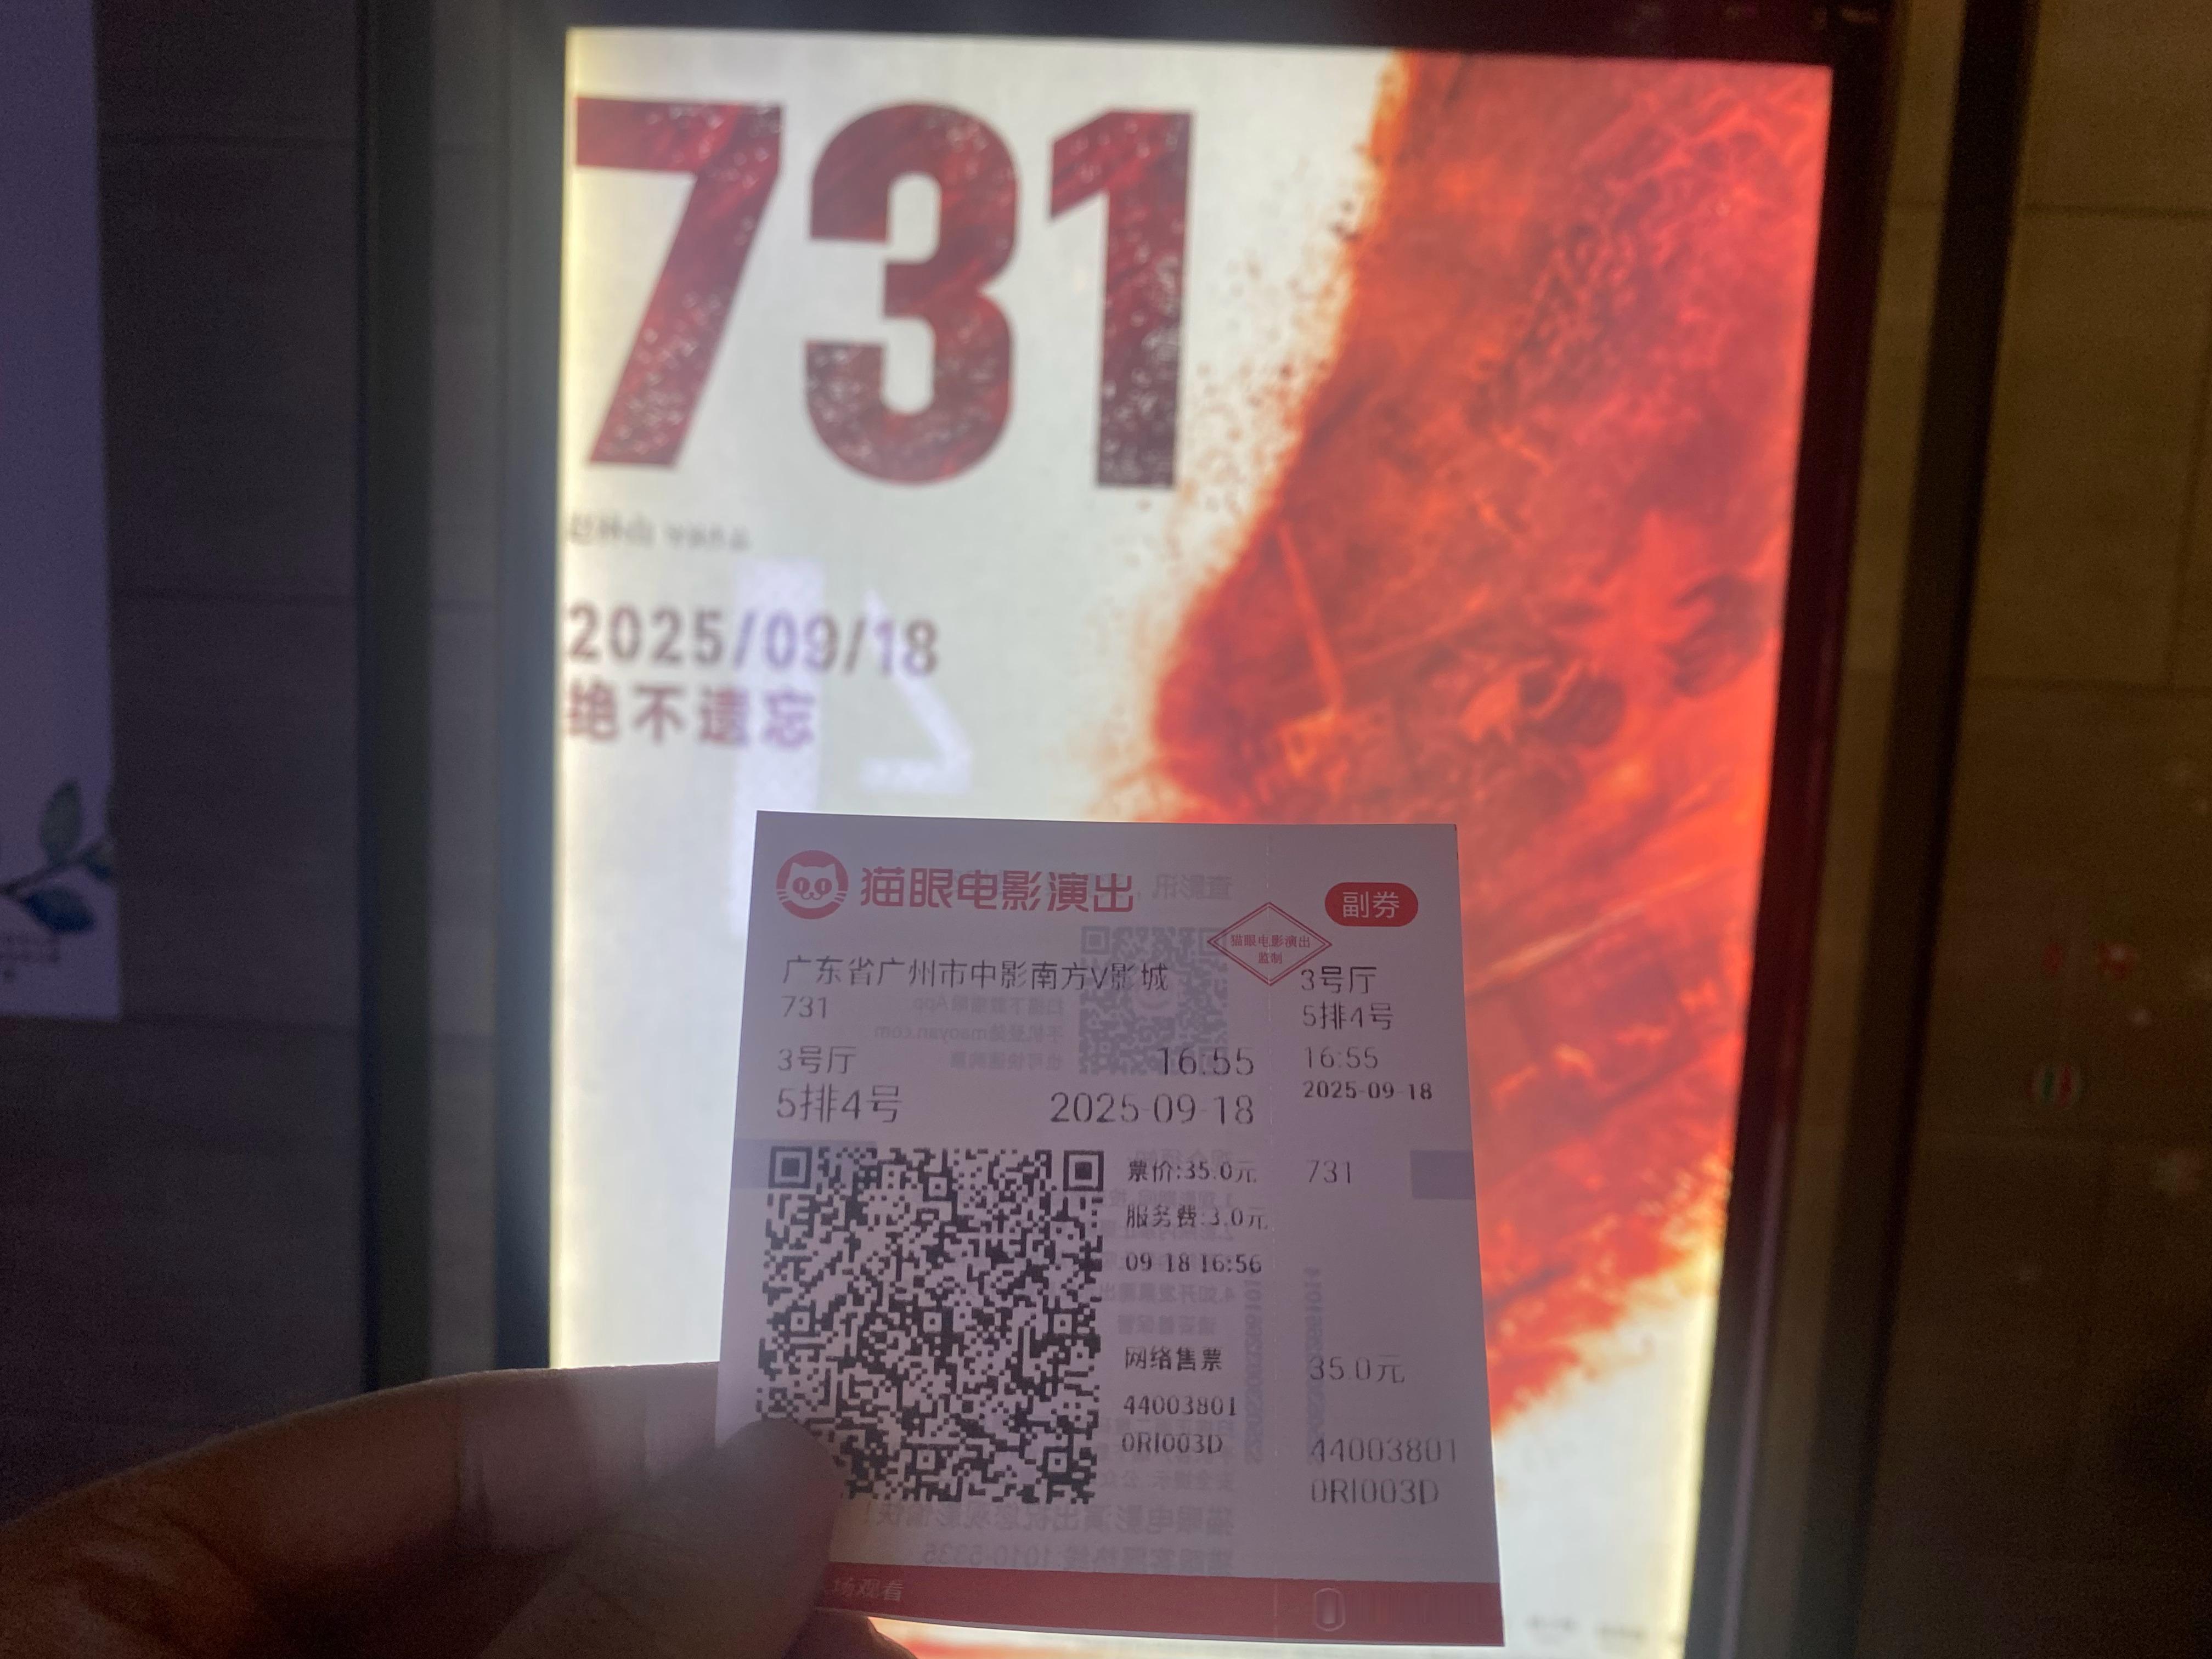 731
2025/09/18
绝不遗忘
猫眼电影演出
副券
猫眼电影演出
监制
广东省广州市中影南方V影城
731
3号厅
16:55
5排4号
2025-09-18
票价:35.0元
服务费:3.0元
09-18 16:56
网络售票
44003801
0RI003D
3号厅
5排4号
16:55
2025-09-18
731
35.0元
44003801
0RI003D
场观看